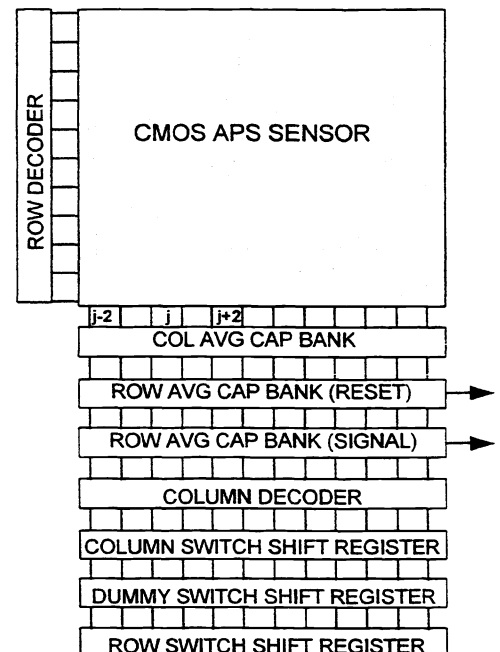 ROW DECODER
CMOS APS SENSOR
j-2 j j+2
COL AVG CAP BANK
ROW AVG CAP BANK (RESET)
ROW AVG CAP BANK (SIGNAL)
COLUMN DECODER
COLUMN SWITCH SHIFT REGISTER
DUMMY SWITCH SHIFT REGISTER
ROW SWITCH SHIFT REGISTER